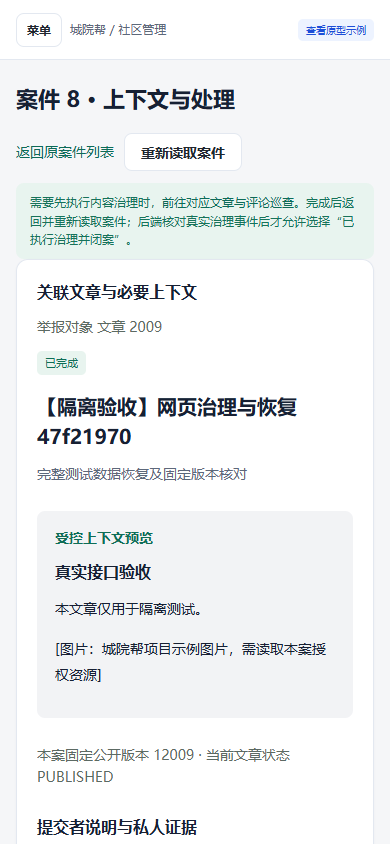 菜单
城院帮 / 社区管理
查看原型示例
案件 8 · 上下文与处理
返回原案件列表
重新读取案件
需要先执行内容治理时，前往对应文章与评论巡查。完成后返
回并重新读取案件；后端核对真实治理事件后才允许选择“已
执行治理并闭案”。
关联文章与必要上下文
举报对象 文章 2009
已完成
【隔离验收】网页治理与恢复
47f21970
完整测试数据恢复及固定版本核对
受控上下文预览
真实接口验收
本文章仅用于隔离测试。
[图片：城院帮项目示例图片，需读取本案授
权资源]
本案固定公开版本 12009 · 当前文章状态
PUBLISHED
提交者说明与私人证据